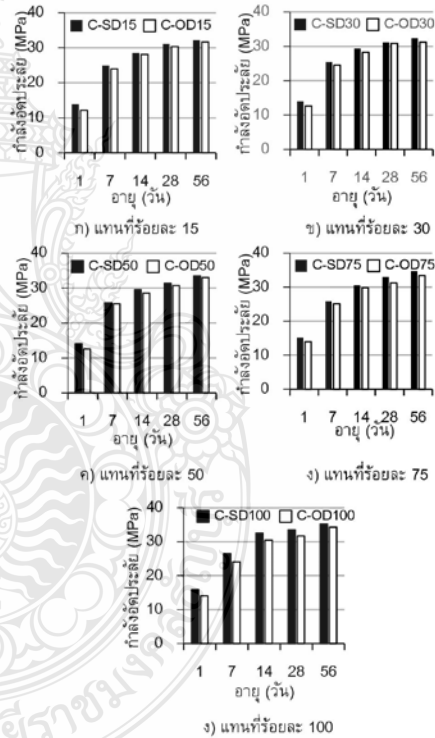 กำลังอัดประลัย (MPa)
40
30
20
10
0
C-SD15 C-OD15
1 7 14 28 56
อายุ (วัน)
ก) แทนที่ร้อยละ 15
กำลังอัดประลัย (MPa)
40
30
20
10
0
C-SD30 C-OD30
1 7 14 28 56
อายุ (วัน)
ข) แทนที่ร้อยละ 30
กำลังอัดประลัย (MPa)
40
30
20
10
0
C-SD50 C-OD50
1 7 14 28 56
อายุ (วัน)
ค) แทนที่ร้อยละ 50
กำลังอัดประลัย (MPa)
40
30
20
10
0
C-SD75 C-OD75
1 7 14 28 56
อายุ (วัน)
ง) แทนที่ร้อยละ 75
กำลังอัดประลัย (MPa)
40
30
20
10
0
C-SD100 C-OD100
1 7 14 28 56
อายุ (วัน)
ง) แทนที่ร้อยละ 100